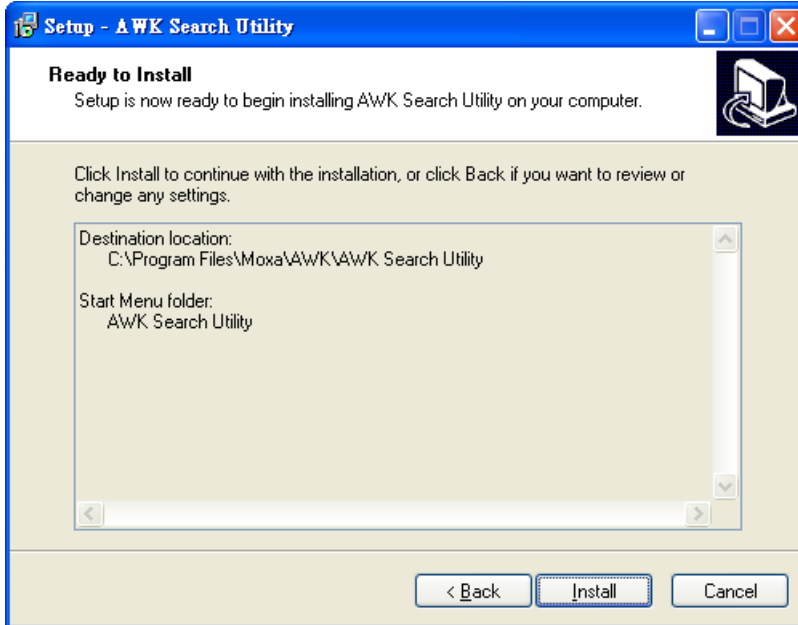 Setup - AWK Search Utility
Ready to Install
Setup is now ready to begin installing AWK Search Utility on your computer.
Click Install to continue with the installation, or click Back if you want to review or
change any settings.
Destination location:
C:\Program Files\Moxa\AWK\AWK Search Utility
Start Menu folder:
AWK Search Utility
< Back
Install
Cancel